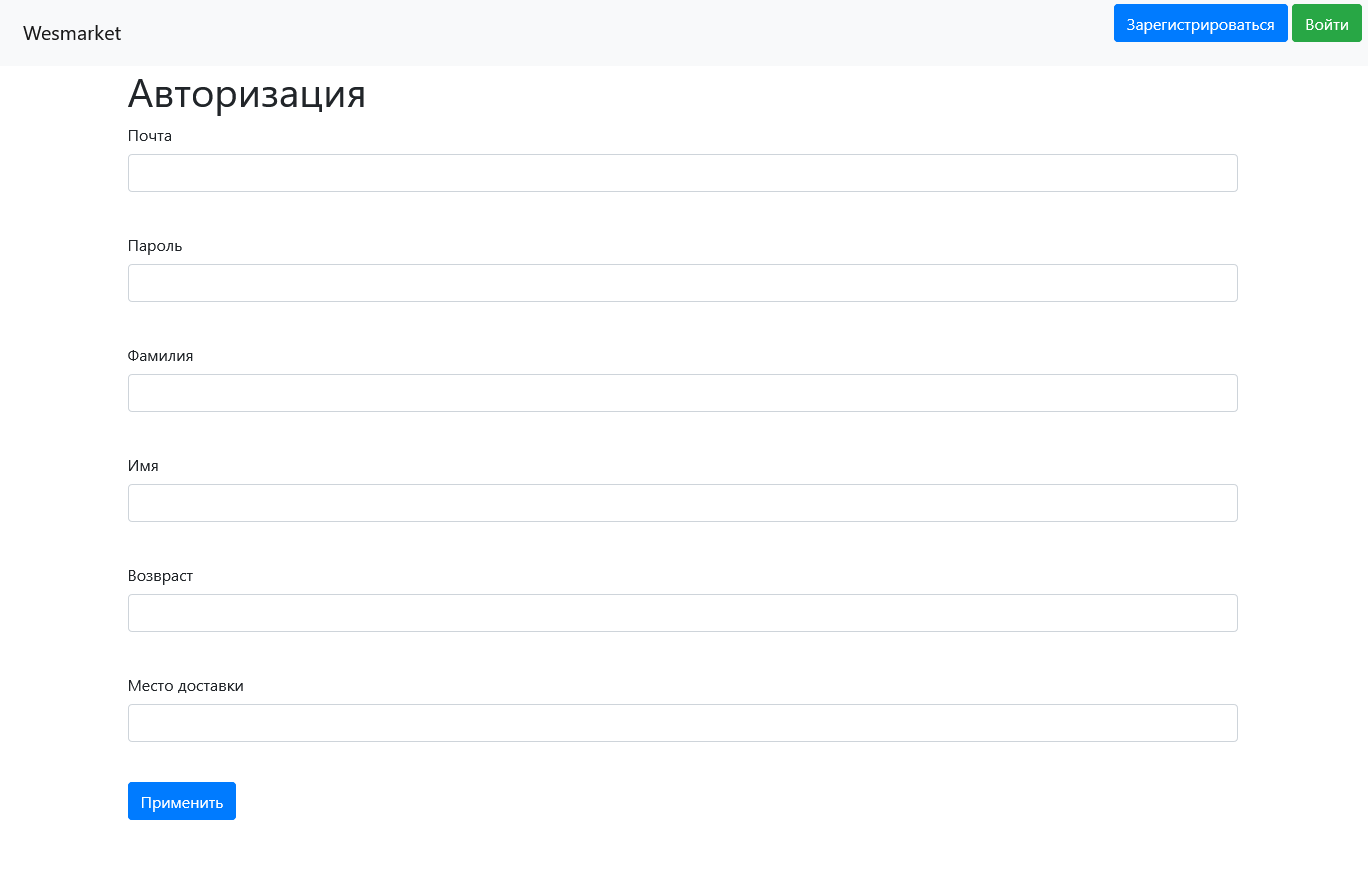 Wesmarket
Зарегистрироваться
Войти
Авторизация
Почта
Пароль
Фамилия
Имя
Возвраст
Место доставки
Применить